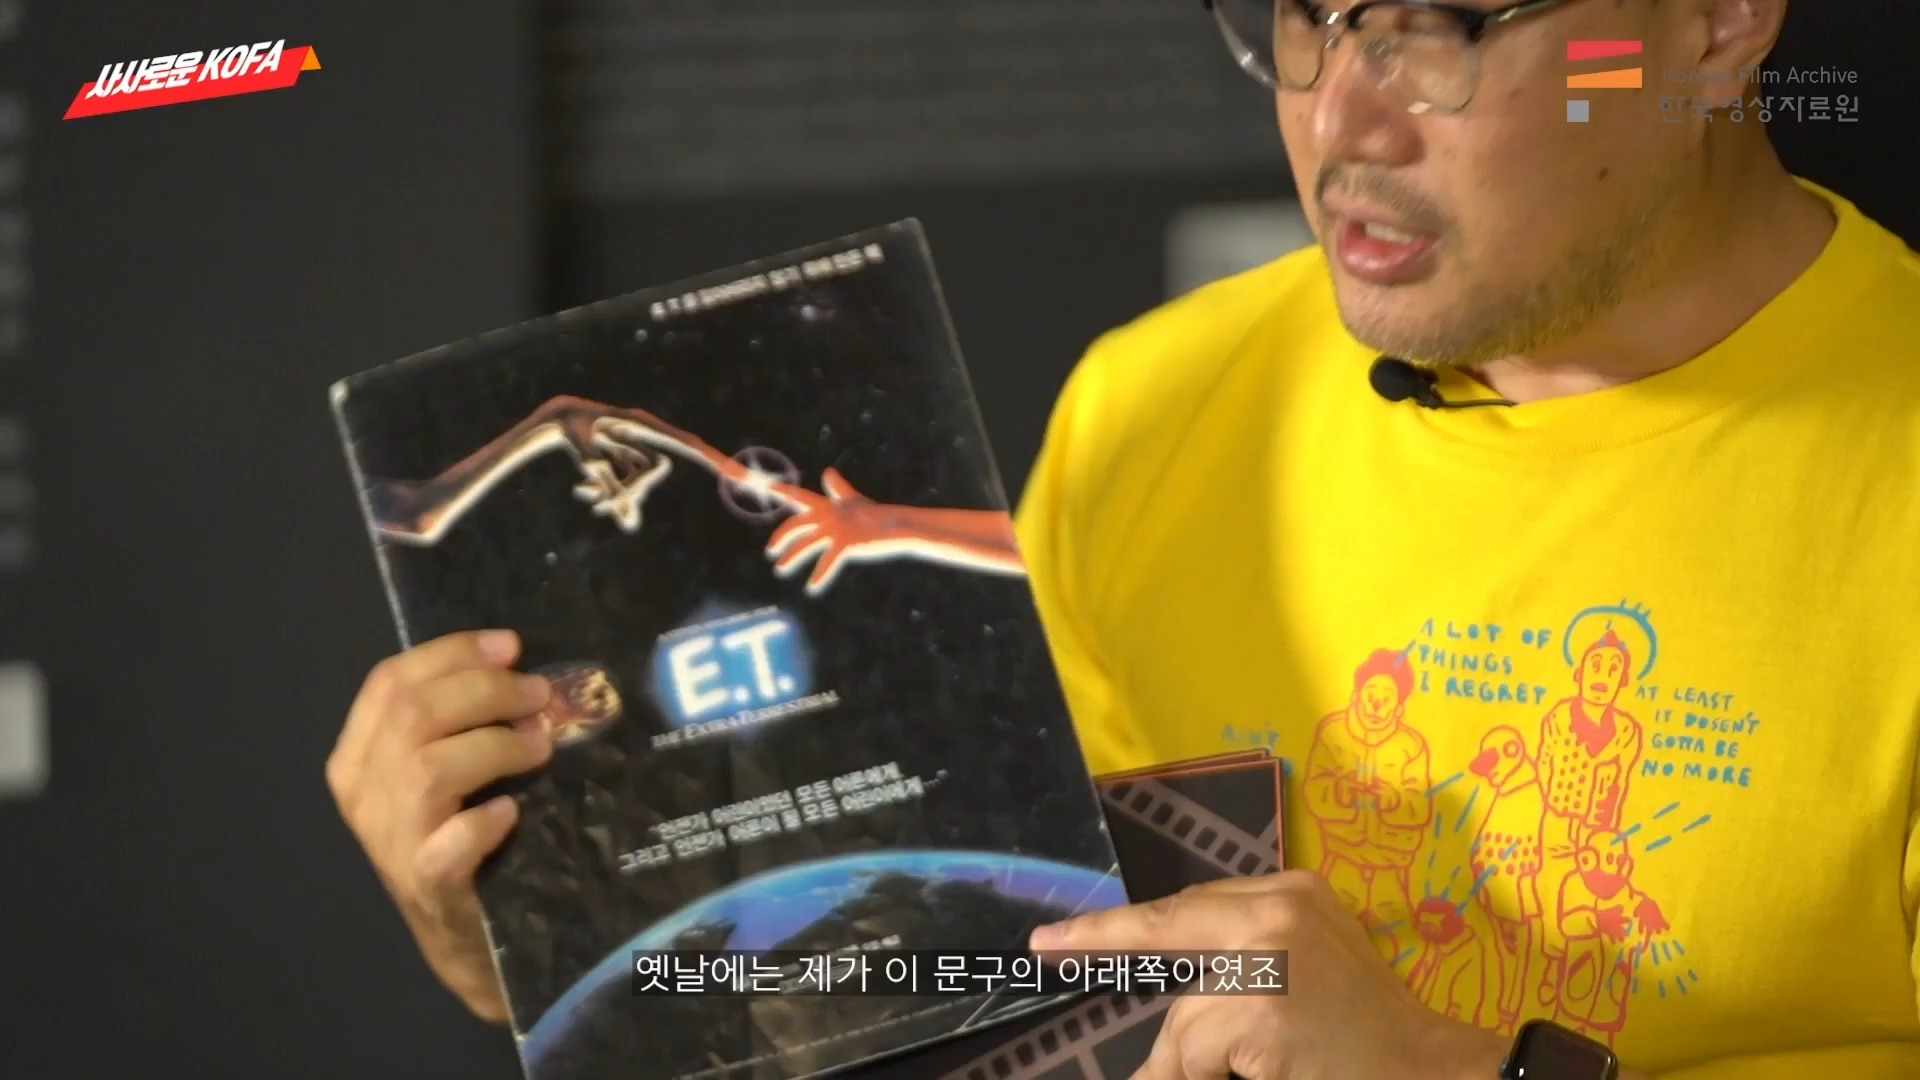 사사로운 KOFA
Film Archive
한국영상자료원
E.T.
THE EXTRA-TERRESTRIAL
"언젠가 어린이였던 모든 어른에게,
그리고 언젠가 어른이 될 모든 어린이에게…"
A LOT OF
THINGS
I REGRET
AT LEAST
IT DOSEN'T
GOTTA BE
NO MORE
AIN'T
옛날에는 제가 이 문구의 아래쪽이였죠